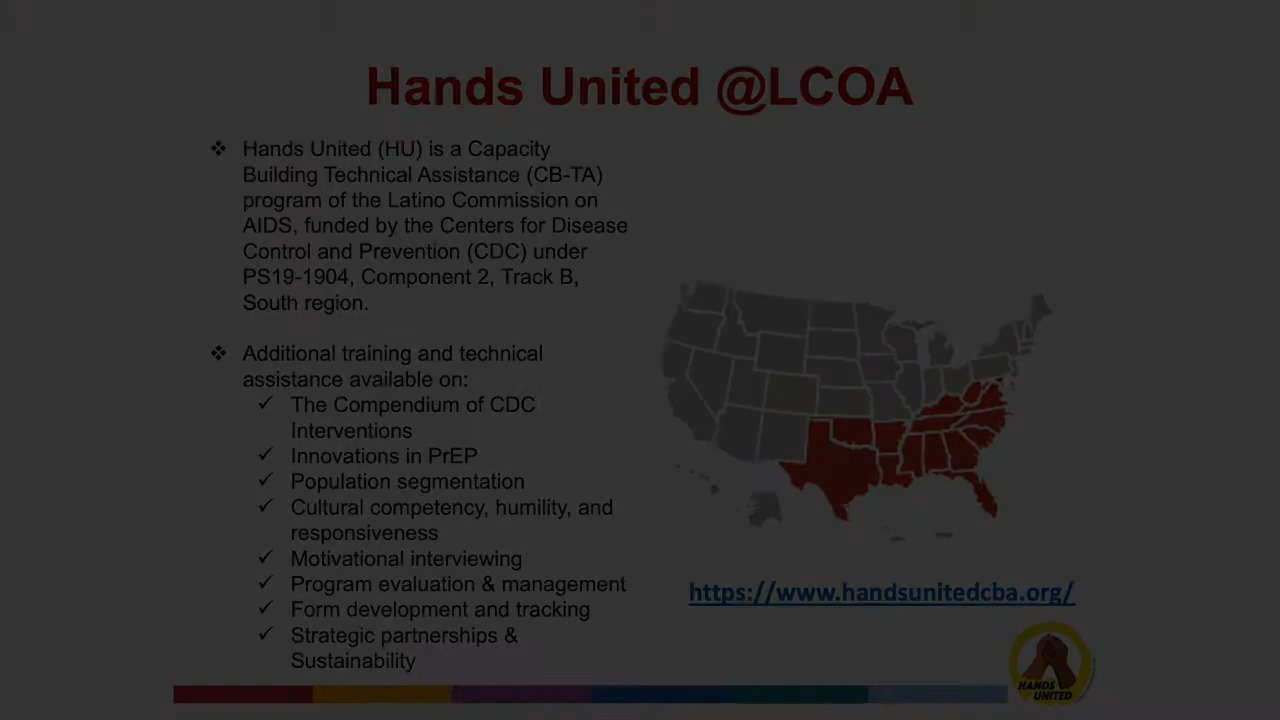 Hands United @LCOA
❖ Hands United (HU) is a Capacity
Building Technical Assistance (CB-TA)
program of the Latino Commission on
AIDS, funded by the Centers for Disease
Control and Prevention (CDC) under
PS19-1904, Component 2, Track B,
South region.
❖ Additional training and technical
assistance available on:
✓ The Compendium of CDC
Interventions
✓ Innovations in PrEP
✓ Population segmentation
✓ Cultural competency, humility, and
responsiveness
✓ Motivational interviewing
✓ Program evaluation & management
✓ Form development and tracking
✓ Strategic partnerships &
Sustainability
https://www.handsunitedcba.org/
HANDS
UNITED